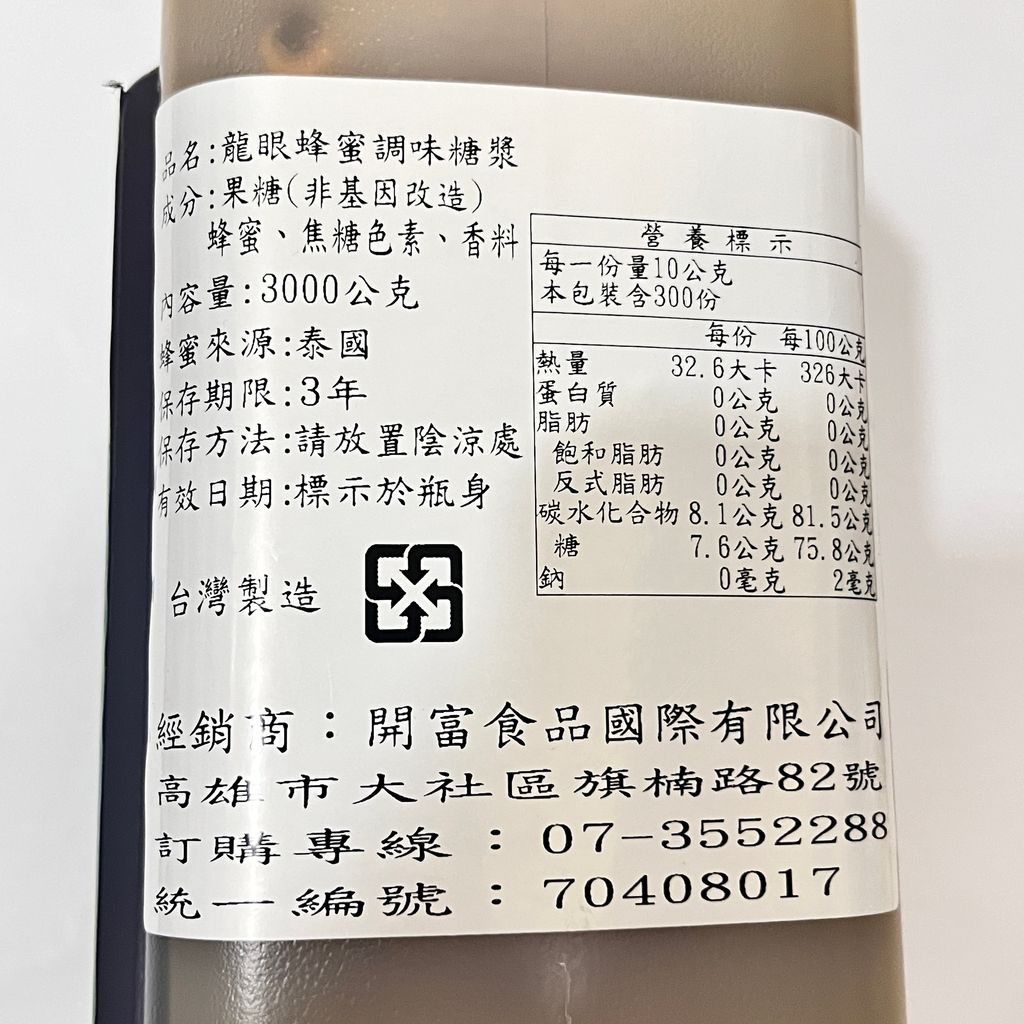 品名:龍眼蜂蜜調味糖漿
成分:果糖(非基因改造)
蜂蜜、焦糖色素、香料
內容量:3000公克
蜂蜜來源:泰國
保存期限:3年
保存方法:請放置陰涼處
有效日期:標示於瓶身
台灣製造
營養標示
每一份量10公克
本包裝含300份
每份 每100公克
熱量 32.6大卡 326大卡
蛋白質 0公克 0公克
脂肪 0公克 0公克
飽和脂肪 0公克 0公克
反式脂肪 0公克 0公克
碳水化合物 8.1公克 81.5公克
糖 7.6公克 75.8公克
鈉 0毫克 2毫克
經銷商：開富食品國際有限公司
高雄市大社區旗楠路82號
訂購專線：07-3552288
統一編號：70408017